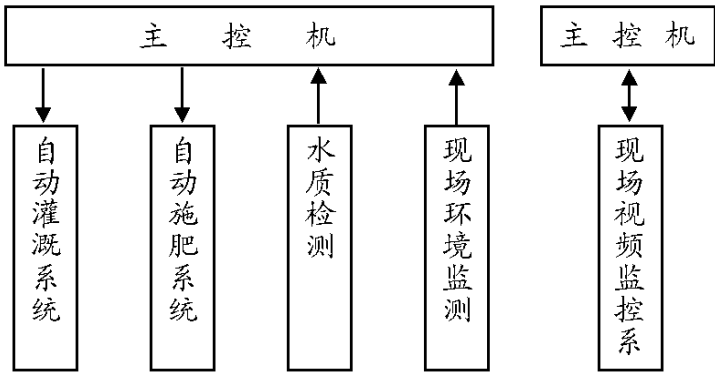 主控机
主控机
自动灌溉系统
自动施肥系统
水质检测
现场环境监测
现场视频监控系